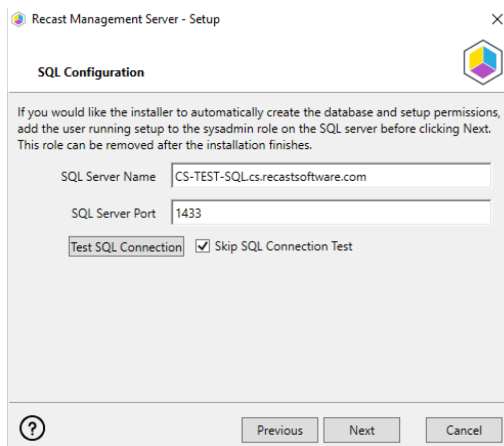 Recast Management Server - Setup
SQL Configuration
If you would like the installer to automatically create the database and setup permissions,
add the user running setup to the sysadmin role on the SQL server before clicking Next.
This role can be removed after the installation finishes.
SQL Server Name CS-TEST-SQL.cs.recastsoftware.com
SQL Server Port 1433
Test SQL Connection Skip SQL Connection Test
? Previous Next Cancel